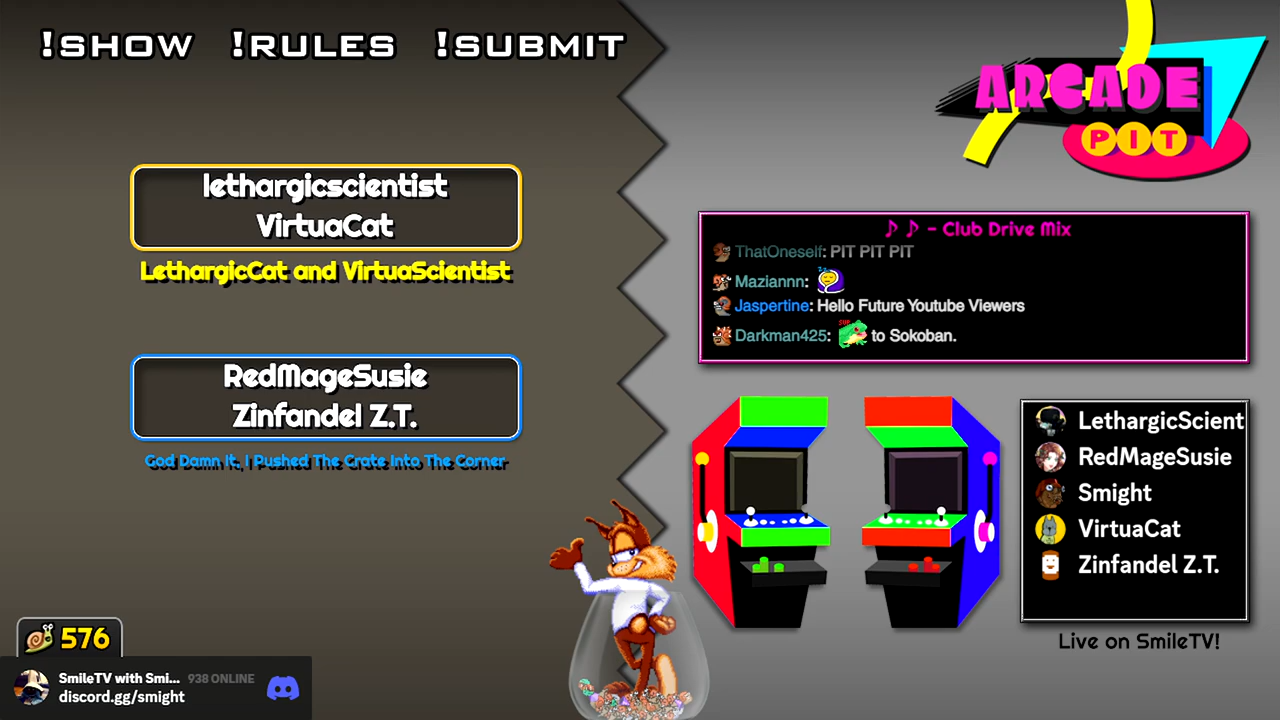 !SHOW !RULES !SUBMIT
ARCADE
PIT
lethargicscientist
VirtuaCat
LethargicCat and VirtuaScientist
RedMageSusie
Zinfandel Z.T.
God Damn It, I Pushed The Crate Into The Corner
♪ ♪ - Club Drive Mix
ThatOneself: PIT PIT PIT
Maziannn:
Jaspertine: Hello Future Youtube Viewers
Darkman425: to Sokoban.
LethargicScient
RedMageSusie
Smight
VirtuaCat
Zinfandel Z.T.
Live on SmileTV!
576
SmileTV with Smi... 938 ONLINE
discord.gg/smight